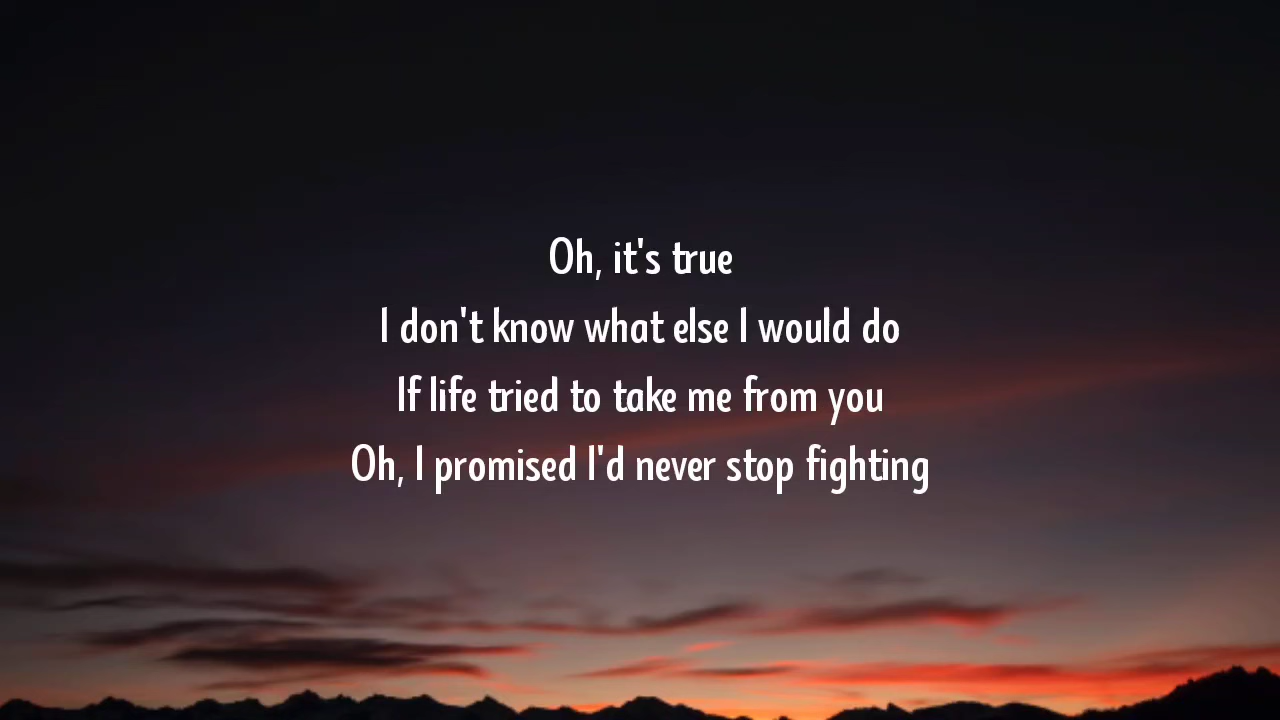 Oh, it's true
I don't know what else I would do
If life tried to take me from you
Oh, I promised I'd never stop fighting